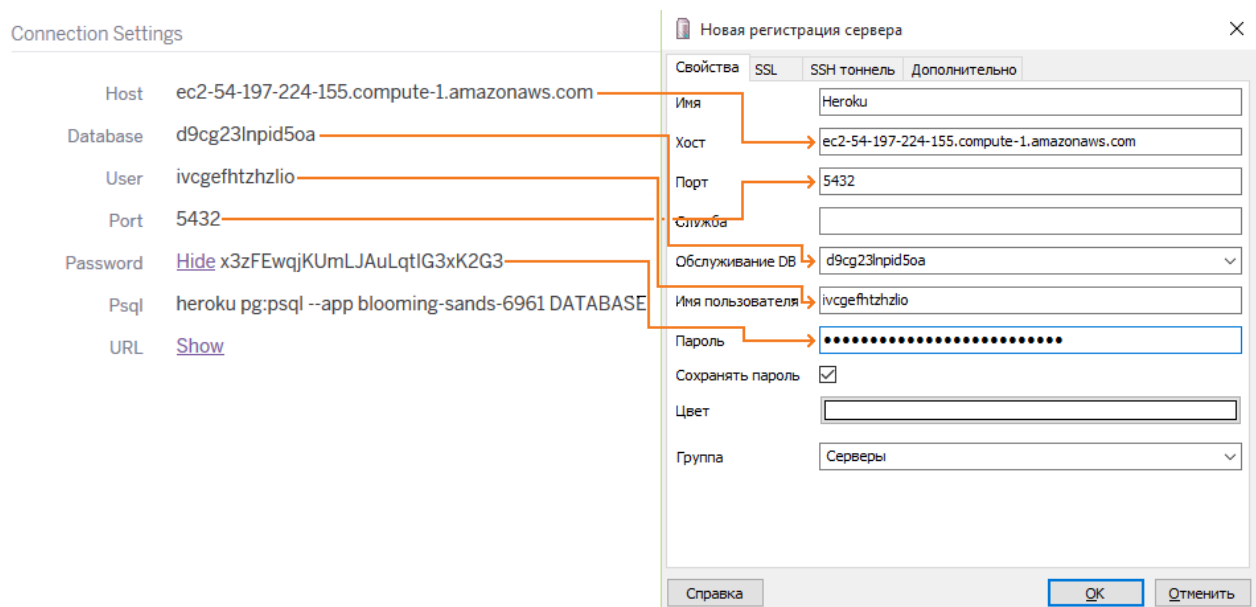 Connection Settings
Host ec2-54-197-224-155.compute-1.amazonaws.com
Database d9cg23lnpid5oa
User ivcgefhtzhzlio
Port 5432
Password Hide x3zFEwqjKUmLJAuLqtIG3xK2G3
Psql heroku pg:psql --app blooming-sands-6961 DATABASE
URL Show
Новая регистрация сервера
Свойства SSL SSH тоннель Дополнительно
Имя Heroku
Хост ec2-54-197-224-155.compute-1.amazonaws.com
Порт 5432
Служба
Обслуживание DB d9cg23lnpid5oa
Имя пользователя ivcgefhtzhzlio
Пароль
Сохранять пароль
Цвет
Группа Серверы
Справка OK Отменить